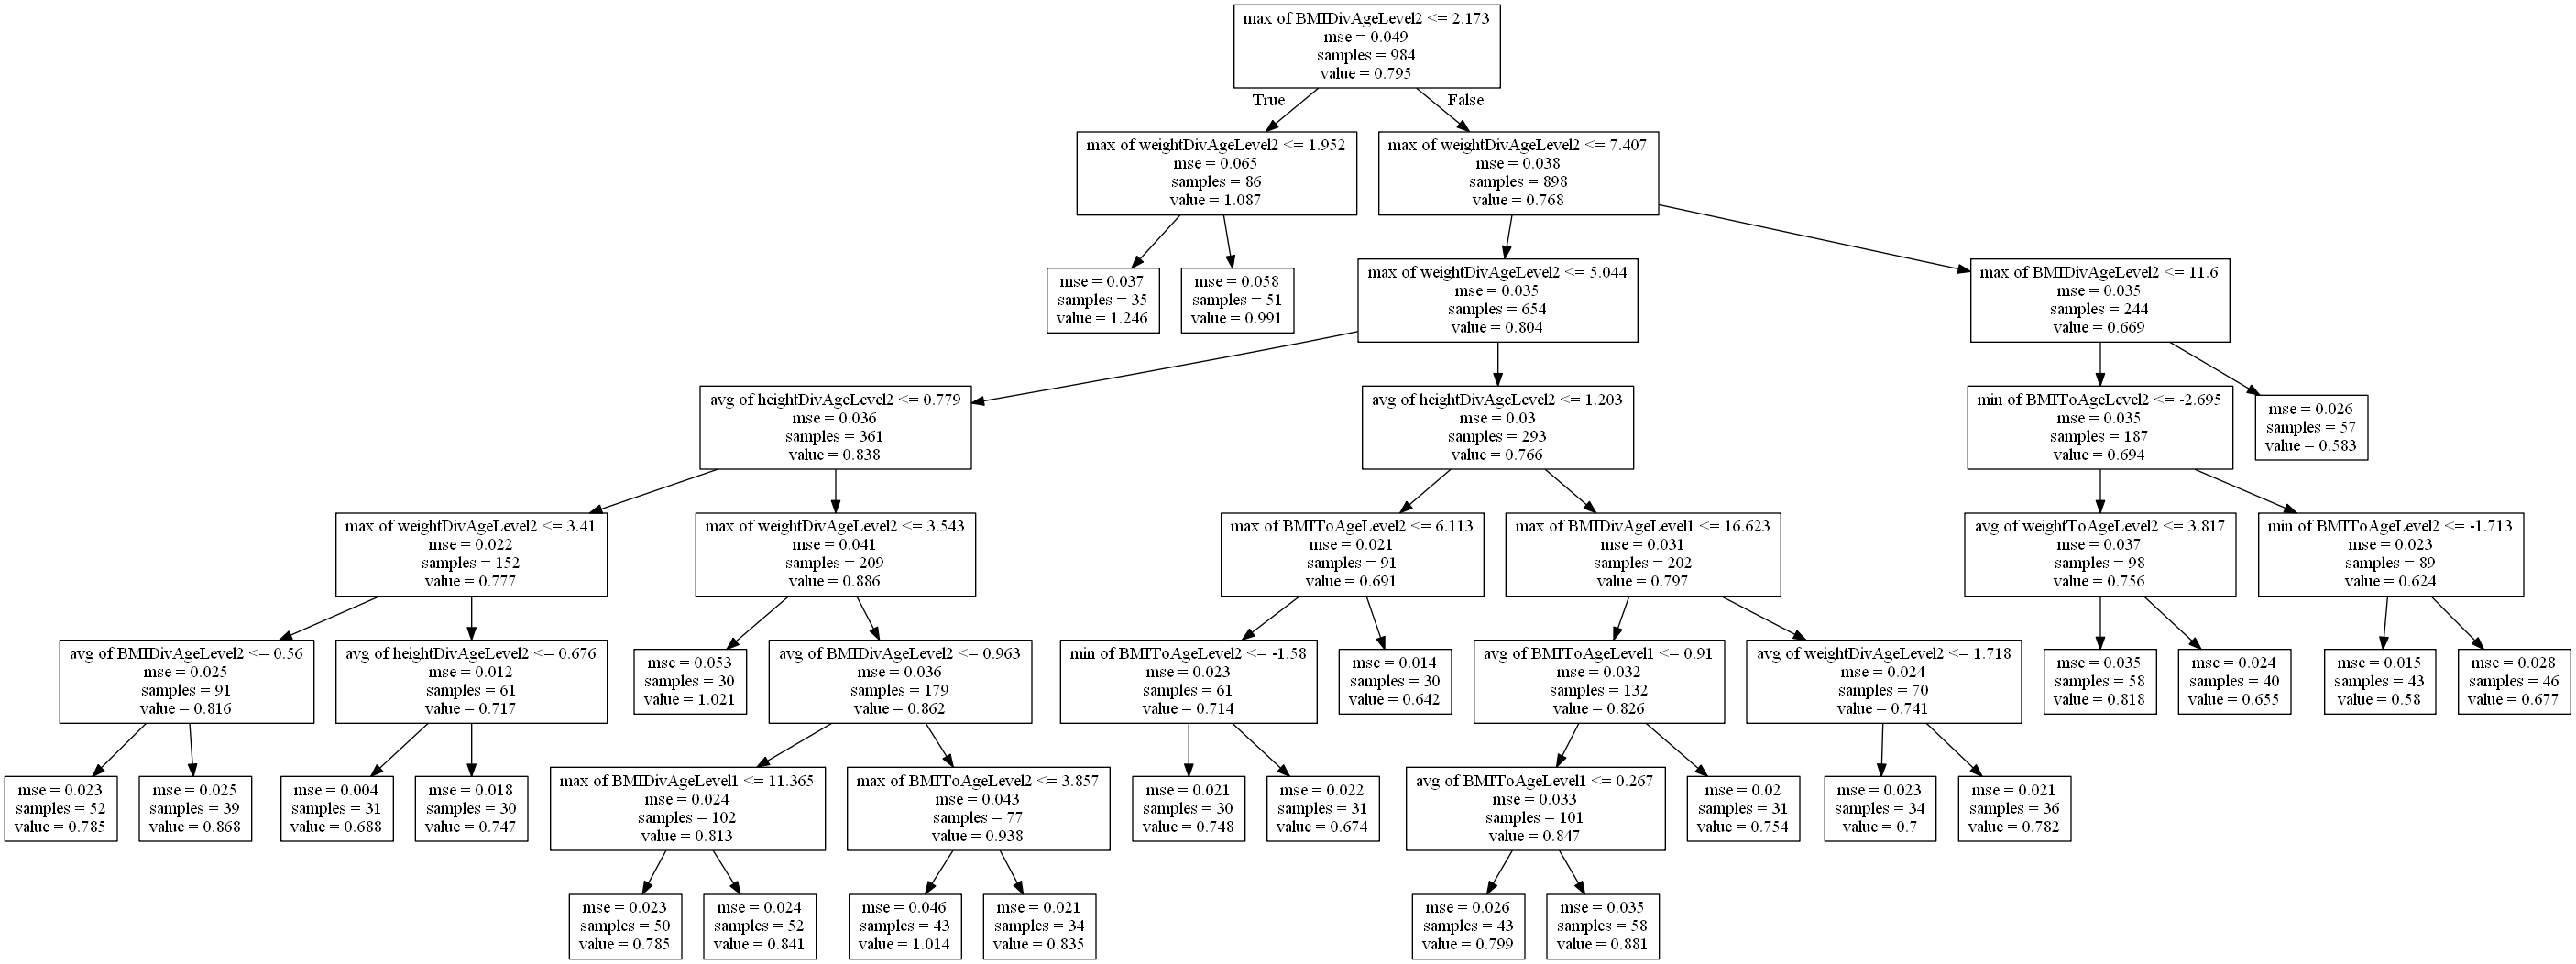 max of BMIDivAgeLevel2 <= 2.173
mse = 0.049
samples = 984
value = 0.795
True
False
max of weightDivAgeLevel2 <= 1.952
mse = 0.065
samples = 86
value = 1.087
max of weightDivAgeLevel2 <= 7.407
mse = 0.038
samples = 898
value = 0.768
mse = 0.037
samples = 35
value = 1.246
mse = 0.058
samples = 51
value = 0.991
max of weightDivAgeLevel2 <= 5.044
mse = 0.035
samples = 654
value = 0.804
max of BMIDivAgeLevel2 <= 11.6
mse = 0.035
samples = 244
value = 0.669
avg of heightDivAgeLevel2 <= 0.779
mse = 0.036
samples = 361
value = 0.838
avg of heightDivAgeLevel2 <= 1.203
mse = 0.03
samples = 293
value = 0.766
min of BMIToAgeLevel2 <= -2.695
mse = 0.035
samples = 187
value = 0.694
mse = 0.026
samples = 57
value = 0.583
max of weightDivAgeLevel2 <= 3.41
mse = 0.022
samples = 152
value = 0.777
max of weightDivAgeLevel2 <= 3.543
mse = 0.041
samples = 209
value = 0.886
max of BMIToAgeLevel2 <= 6.113
mse = 0.021
samples = 91
value = 0.691
max of BMIDivAgeLevel1 <= 16.623
mse = 0.031
samples = 202
value = 0.797
avg of weightToAgeLevel2 <= 3.817
mse = 0.037
samples = 98
value = 0.756
min of BMIToAgeLevel2 <= -1.713
mse = 0.023
samples = 89
value = 0.624
avg of BMIDivAgeLevel2 <= 0.56
mse = 0.025
samples = 91
value = 0.816
avg of heightDivAgeLevel2 <= 0.676
mse = 0.012
samples = 61
value = 0.717
mse = 0.053
samples = 30
value = 1.021
avg of BMIDivAgeLevel2 <= 0.963
mse = 0.036
samples = 179
value = 0.862
min of BMIToAgeLevel2 <= -1.58
mse = 0.023
samples = 61
value = 0.714
mse = 0.014
samples = 30
value = 0.642
avg of BMIToAgeLevel1 <= 0.91
mse = 0.032
samples = 132
value = 0.826
avg of weightDivAgeLevel2 <= 1.718
mse = 0.024
samples = 70
value = 0.741
mse = 0.035
samples = 58
value = 0.818
mse = 0.024
samples = 40
value = 0.655
mse = 0.015
samples = 43
value = 0.58
mse = 0.028
samples = 46
value = 0.677
mse = 0.023
samples = 52
value = 0.785
mse = 0.025
samples = 39
value = 0.868
mse = 0.004
samples = 31
value = 0.688
mse = 0.018
samples = 30
value = 0.747
max of BMIDivAgeLevel1 <= 11.365
mse = 0.024
samples = 102
value = 0.813
max of BMIToAgeLevel2 <= 3.857
mse = 0.043
samples = 77
value = 0.938
mse = 0.021
samples = 30
value = 0.748
mse = 0.022
samples = 31
value = 0.674
avg of BMIToAgeLevel1 <= 0.267
mse = 0.033
samples = 101
value = 0.847
mse = 0.02
samples = 31
value = 0.754
mse = 0.023
samples = 34
value = 0.7
mse = 0.021
samples = 36
value = 0.782
mse = 0.023
samples = 50
value = 0.785
mse = 0.024
samples = 52
value = 0.841
mse = 0.046
samples = 43
value = 1.014
mse = 0.021
samples = 34
value = 0.835
mse = 0.026
samples = 43
value = 0.799
mse = 0.035
samples = 58
value = 0.881